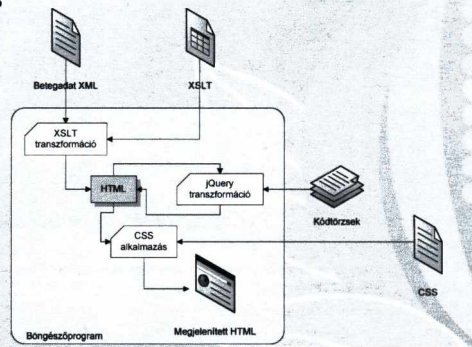 Betegadat XML
XSLT
XSLT
transzformáció
HTML
jQuery
transzformáció
Kódtörzsek
CSS
alkalmazás
CSS
Megjelenített HTML
Böngészőprogram